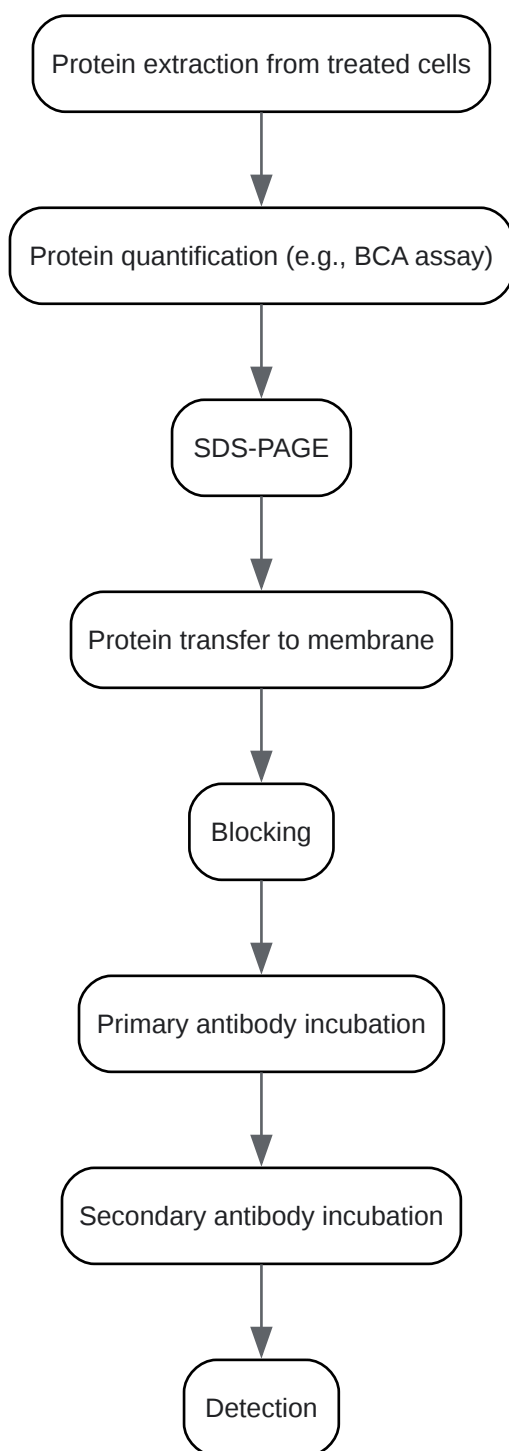 Protein extraction from treated cells
Protein quantification (e.g., BCA assay)
SDS-PAGE
Protein transfer to membrane
Blocking
Primary antibody incubation
Secondary antibody incubation
Detection